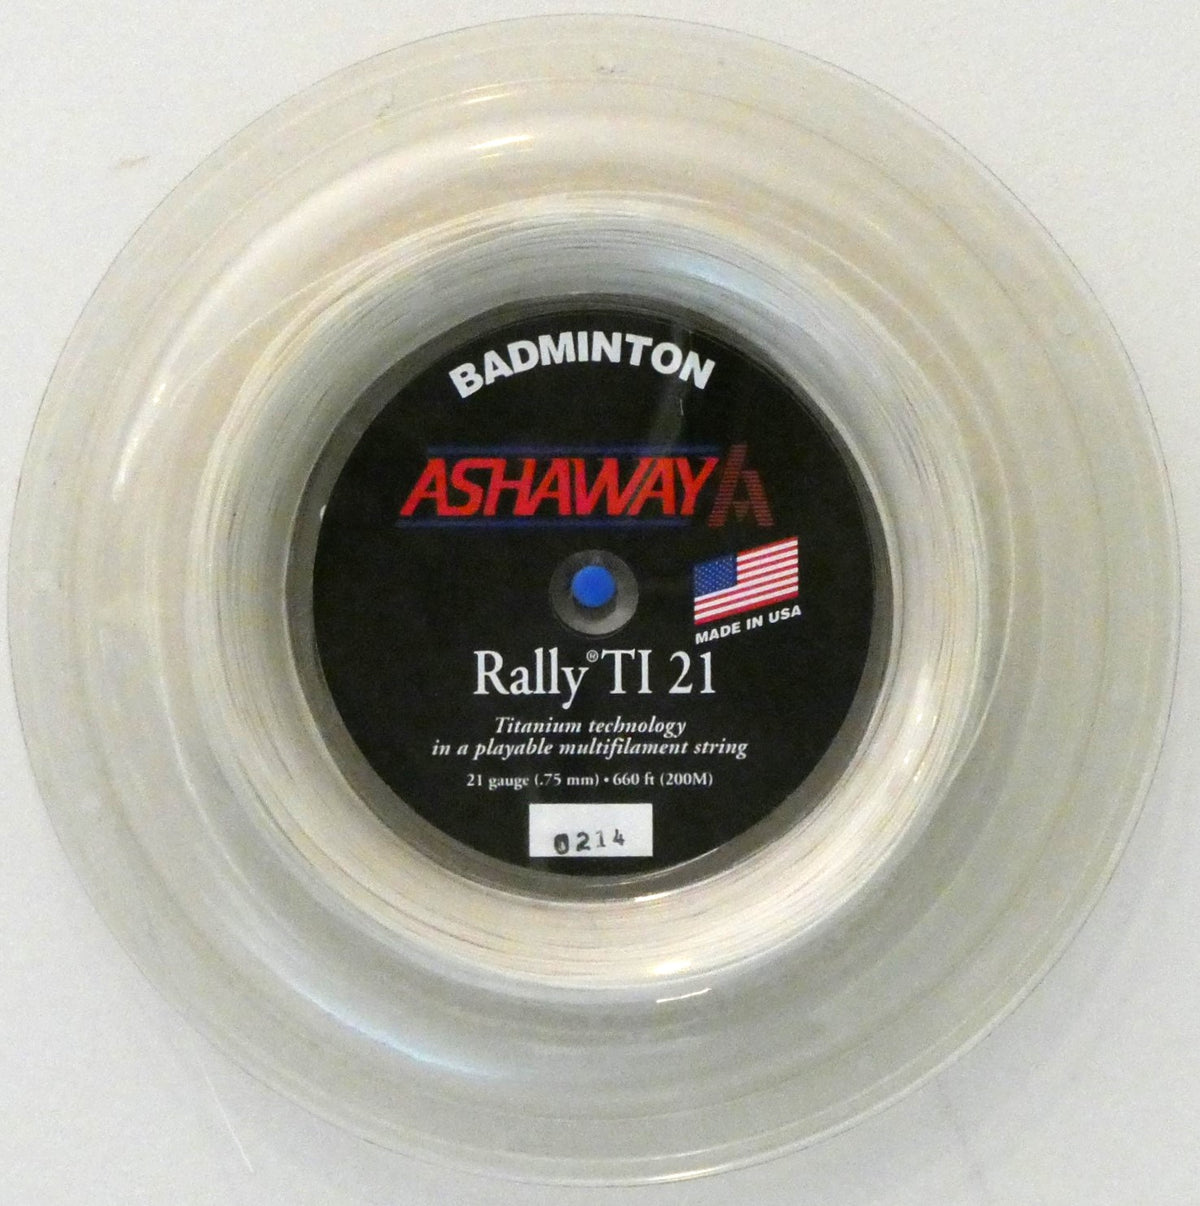 BADMINTON
ASHAWAY
MADE IN USA
Rally® TI 21
Titanium technology
in a playable multifilament string
21 gauge (.75 mm) • 660 ft (200M)
0214